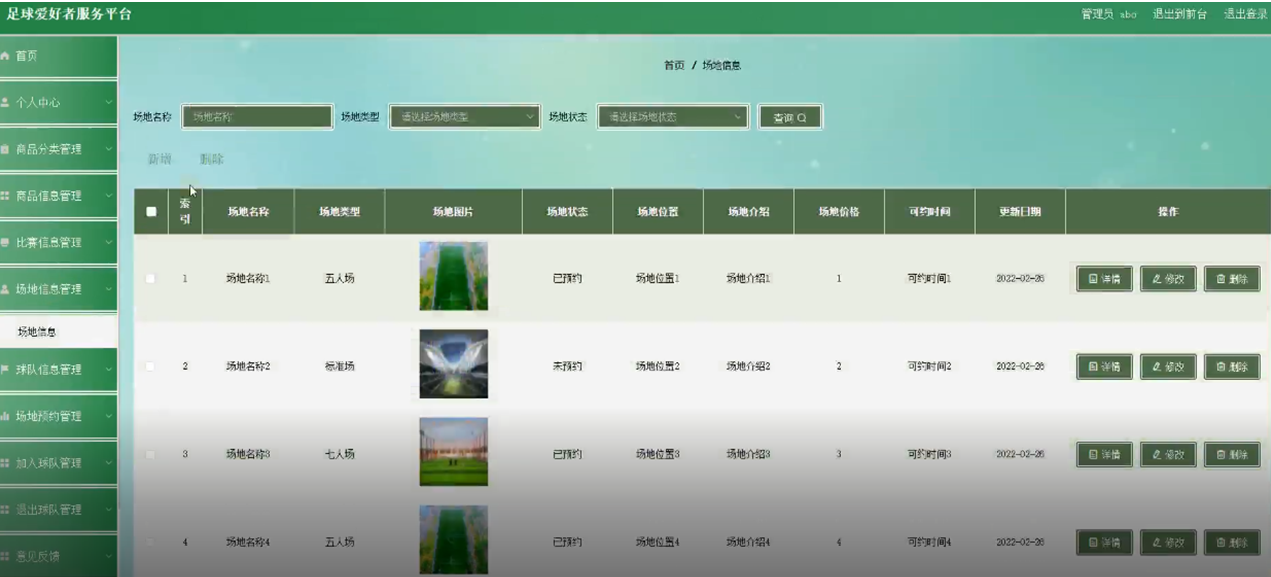 足球爱好者服务平台
管理员 abo 退出到前台 退出登录
首页
个人中心
商品分类管理
商品信息管理
比赛信息管理
场地信息管理
场地信息
球队信息管理
场地预约管理
加入球队管理
退出球队管理
意见反馈
首页 / 场地信息
场地名称 场地名称 场地类型 请选择场地类型 场地状态 请选择场地状态 查询
新增 删除
索引 场地名称 场地类型 场地图片 场地状态 场地位置 场地介绍 场地价格 可约时间 更新日期 操作
1 场地名称1 五人场 已预约 场地位置1 场地介绍1 1 可约时间1 2022-02-26 详情 修改 删除
2 场地名称2 标准场 未预约 场地位置2 场地介绍2 2 可约时间2 2022-02-26 详情 修改 删除
3 场地名称3 七人场 已预约 场地位置3 场地介绍3 3 可约时间3 2022-02-26 详情 修改 删除
4 场地名称4 五人场 已预约 场地位置4 场地介绍4 4 可约时间4 2022-02-26 详情 修改 删除